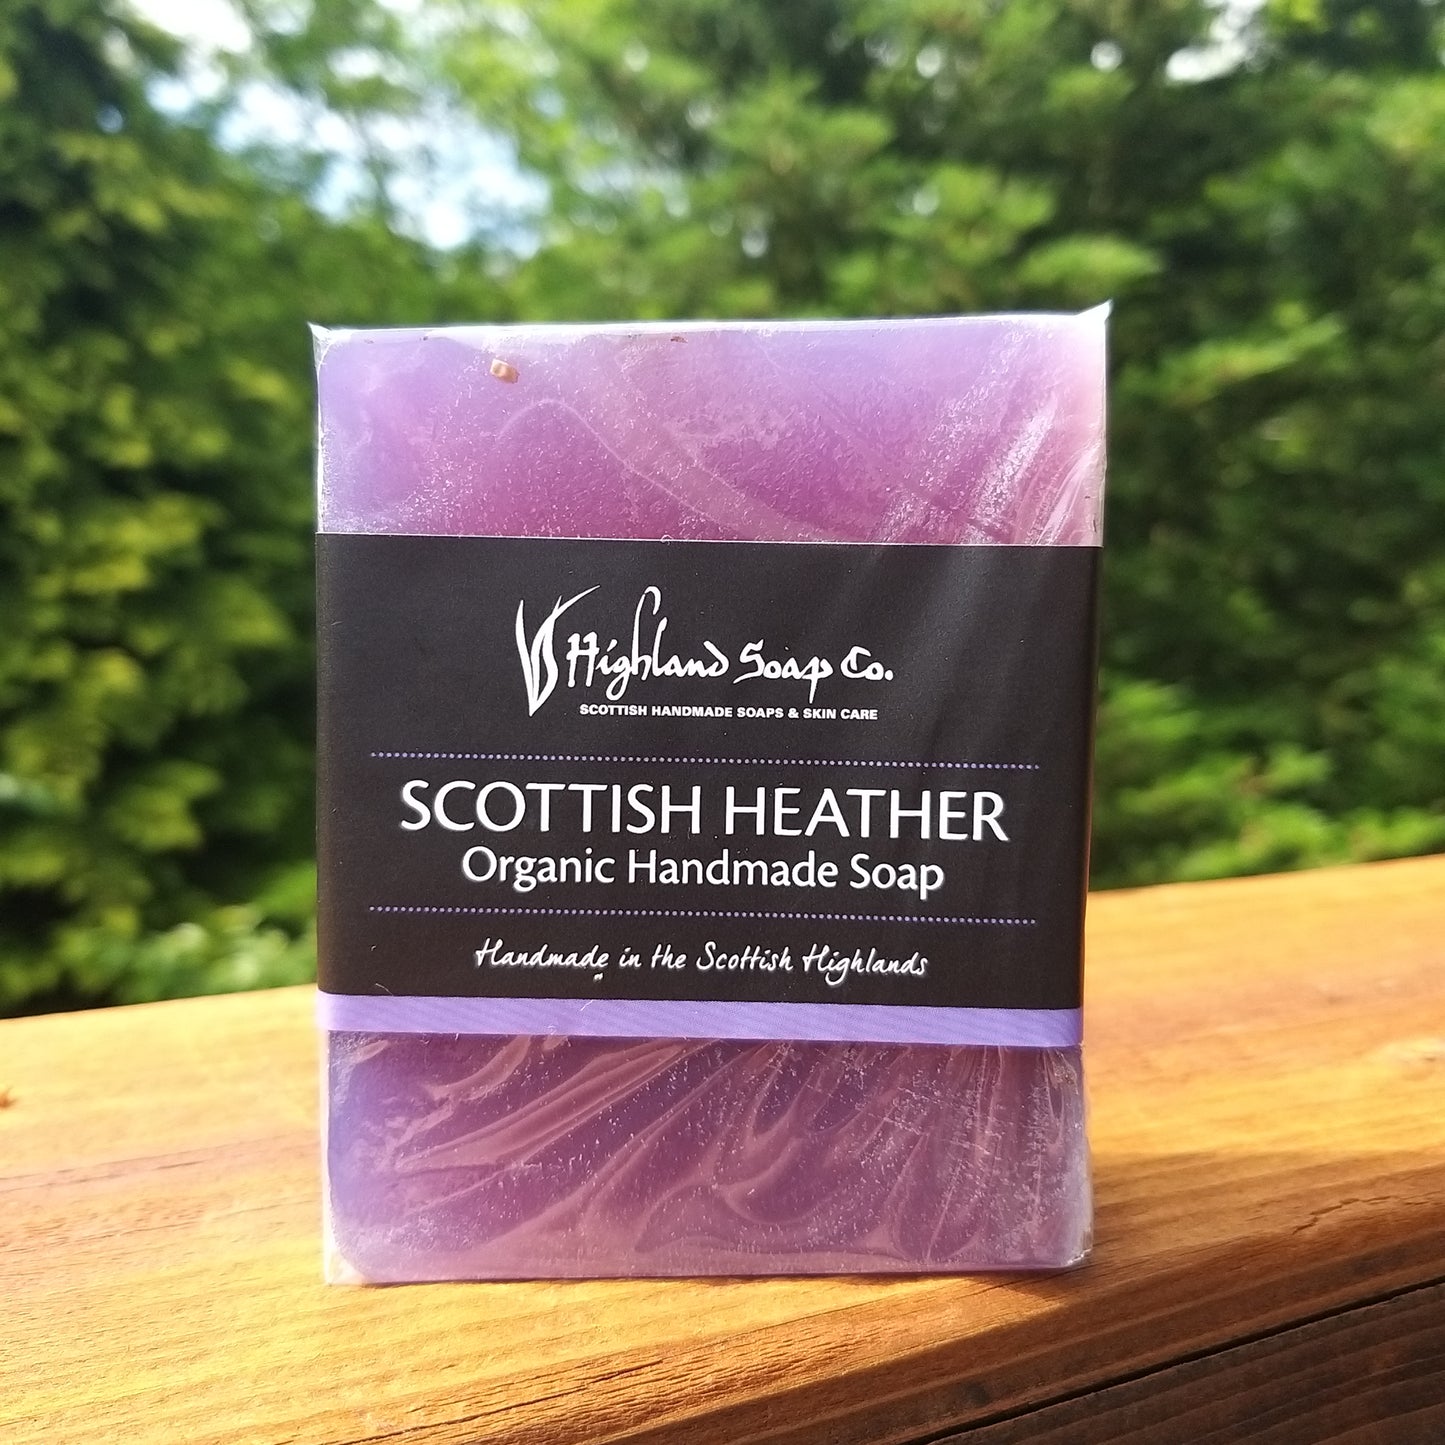 Highland Soap Co.
SCOTTISH HANDMADE SOAPS & SKIN CARE
SCOTTISH HEATHER
Organic Handmade Soap
Handmade in the Scottish Highlands